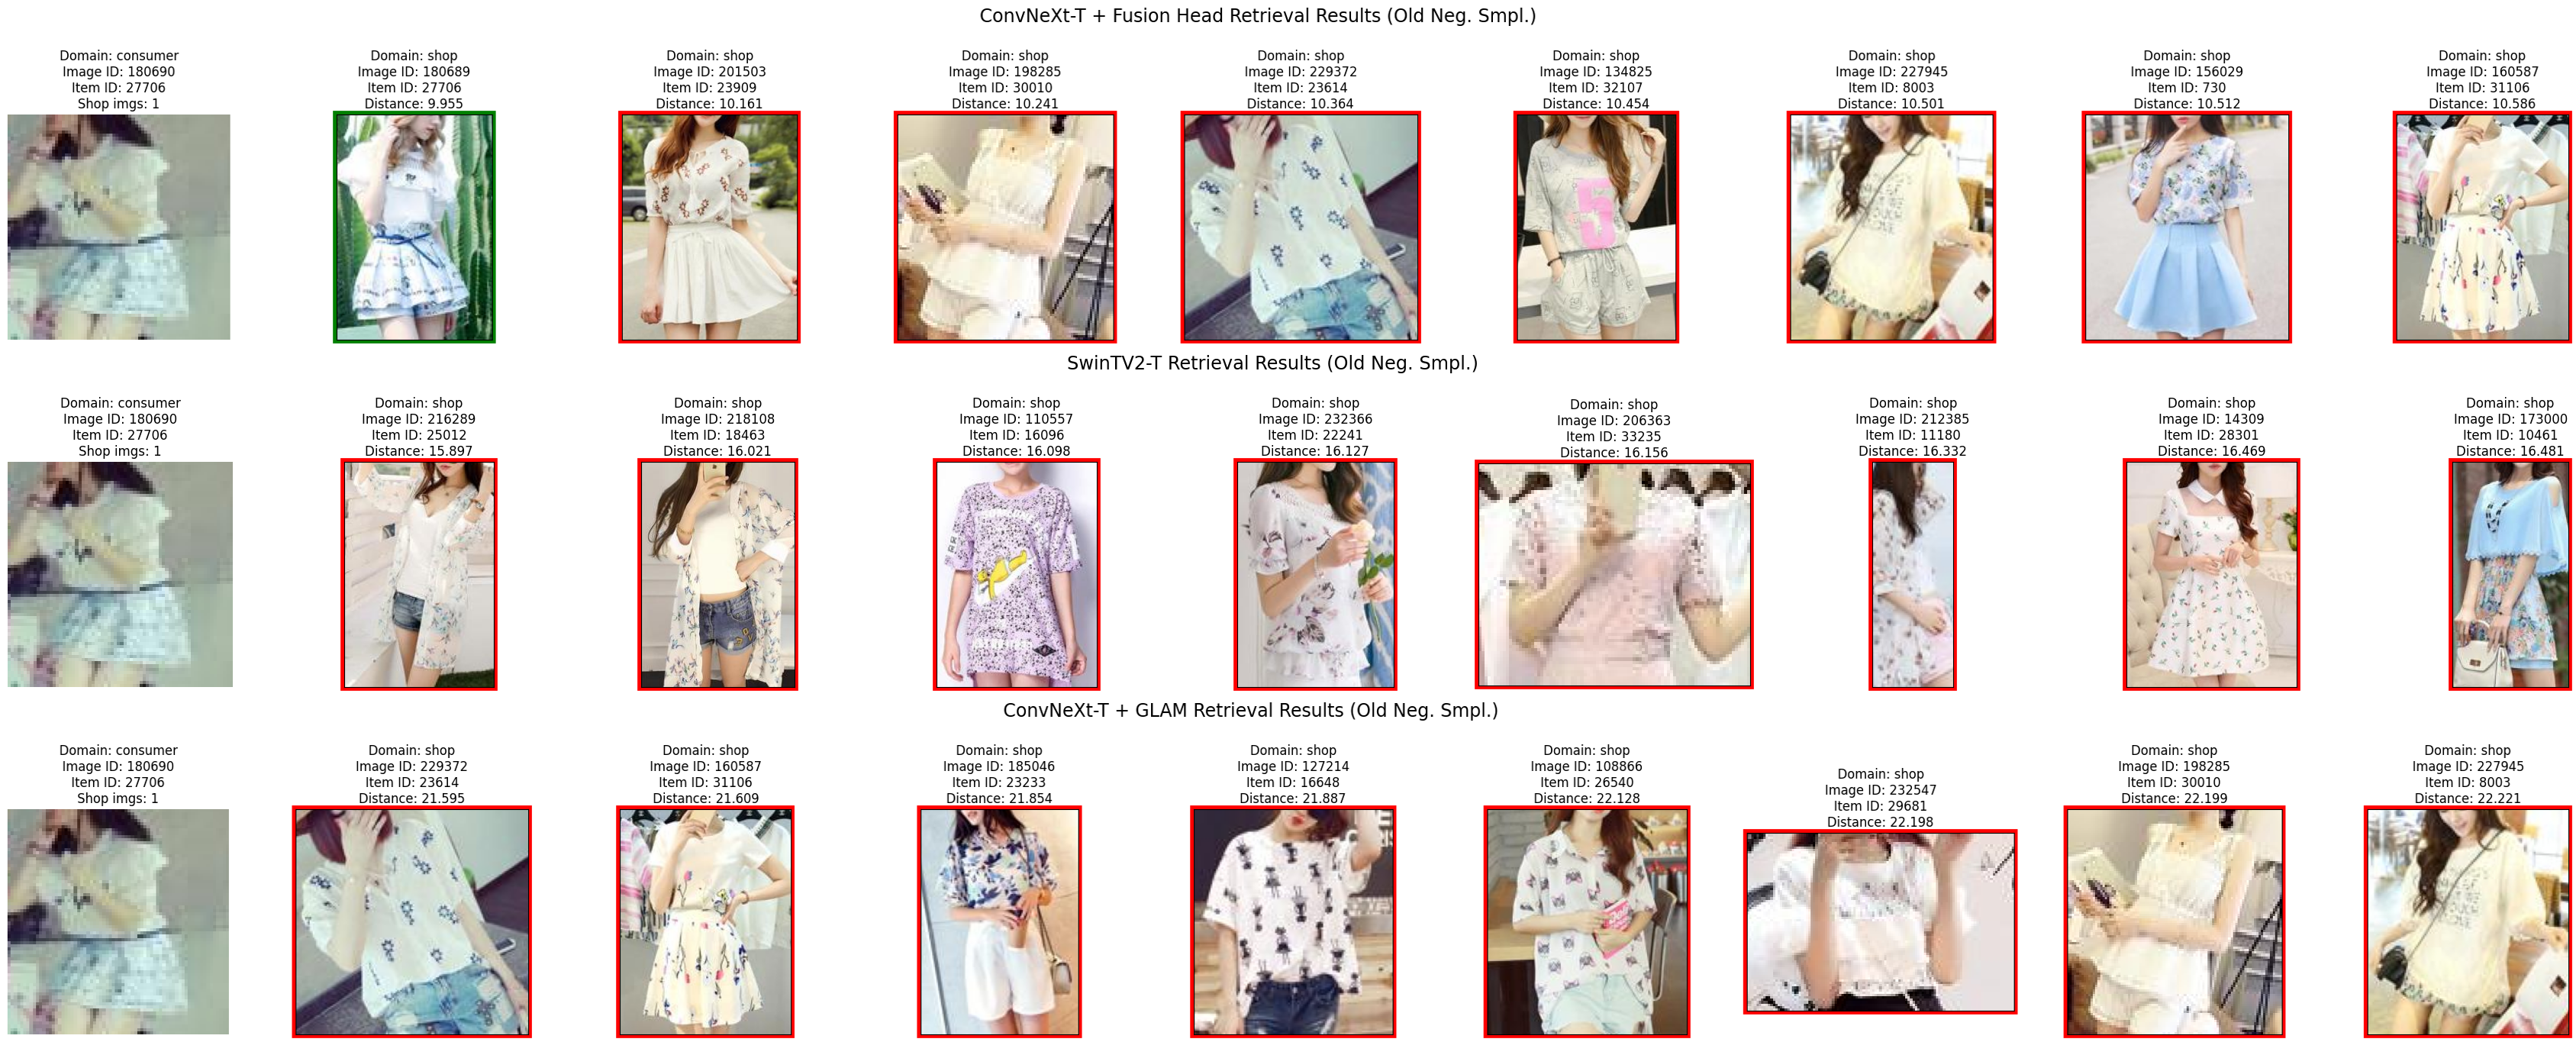 ConvNeXt-T + Fusion Head Retrieval Results (Old Neg. Smpl.)
Domain: consumer
Image ID: 180690
Item ID: 27706
Shop imgs: 1
Domain: shop
Image ID: 180689
Item ID: 27706
Distance: 9.955
Domain: shop
Image ID: 201503
Item ID: 23909
Distance: 10.161
Domain: shop
Image ID: 198285
Item ID: 30010
Distance: 10.241
Domain: shop
Image ID: 229372
Item ID: 23614
Distance: 10.364
Domain: shop
Image ID: 134825
Item ID: 32107
Distance: 10.454
Domain: shop
Image ID: 227945
Item ID: 8003
Distance: 10.501
Domain: shop
Image ID: 156029
Item ID: 730
Distance: 10.512
Domain: shop
Image ID: 160587
Item ID: 31106
Distance: 10.586
5
SwinTV2-T Retrieval Results (Old Neg. Smpl.)
Domain: consumer
Image ID: 180690
Item ID: 27706
Shop imgs: 1
Domain: shop
Image ID: 216289
Item ID: 25012
Distance: 15.897
Domain: shop
Image ID: 218108
Item ID: 18463
Distance: 16.021
Domain: shop
Image ID: 110557
Item ID: 16096
Distance: 16.098
Domain: shop
Image ID: 232366
Item ID: 22241
Distance: 16.127
Domain: shop
Image ID: 206363
Item ID: 33235
Distance: 16.156
Domain: shop
Image ID: 212385
Item ID: 11180
Distance: 16.332
Domain: shop
Image ID: 14309
Item ID: 28301
Distance: 16.469
Domain: shop
Image ID: 173000
Item ID: 10461
Distance: 16.481
ConvNeXt-T + GLAM Retrieval Results (Old Neg. Smpl.)
Domain: consumer
Image ID: 180690
Item ID: 27706
Shop imgs: 1
Domain: shop
Image ID: 229372
Item ID: 23614
Distance: 21.595
Domain: shop
Image ID: 160587
Item ID: 31106
Distance: 21.609
Domain: shop
Image ID: 185046
Item ID: 23233
Distance: 21.854
Domain: shop
Image ID: 127214
Item ID: 16648
Distance: 21.887
Domain: shop
Image ID: 108866
Item ID: 26540
Distance: 22.128
Domain: shop
Image ID: 232547
Item ID: 29681
Distance: 22.198
Domain: shop
Image ID: 198285
Item ID: 30010
Distance: 22.199
Domain: shop
Image ID: 227945
Item ID: 8003
Distance: 22.221